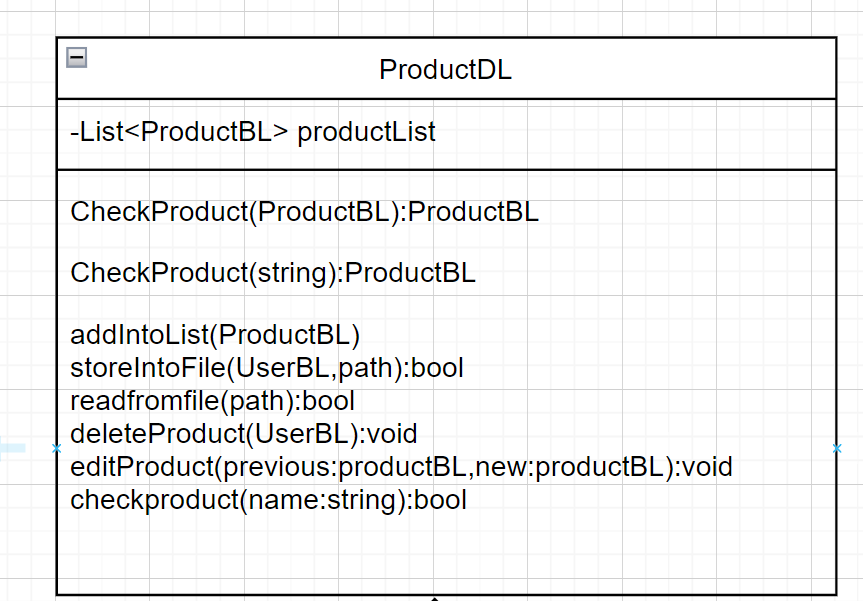 ProductDL
-List<ProductBL> productList
CheckProduct(ProductBL):ProductBL
CheckProduct(string):ProductBL
addIntoList(ProductBL)
storeIntoFile(UserBL,path):bool
readfromfile(path):bool
deleteProduct(UserBL):void
editProduct(previous:productBL,new:productBL):void
checkproduct(name:string):bool